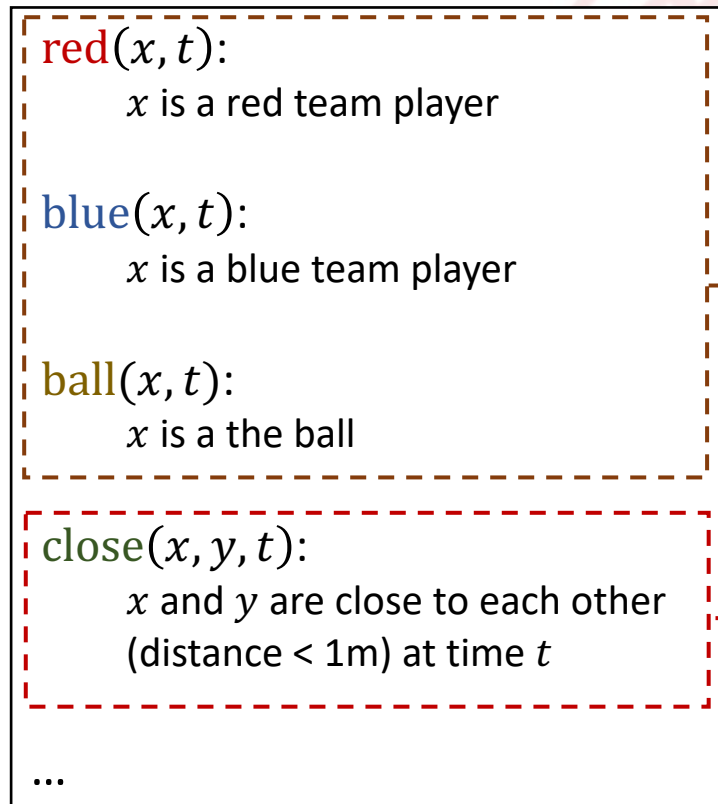 red(x, t):
x is a red team player
blue(x, t):
x is a blue team player
ball(x, t):
x is a the ball
close(x, y, t):
x and y are close to each other
(distance < 1m) at time t
...